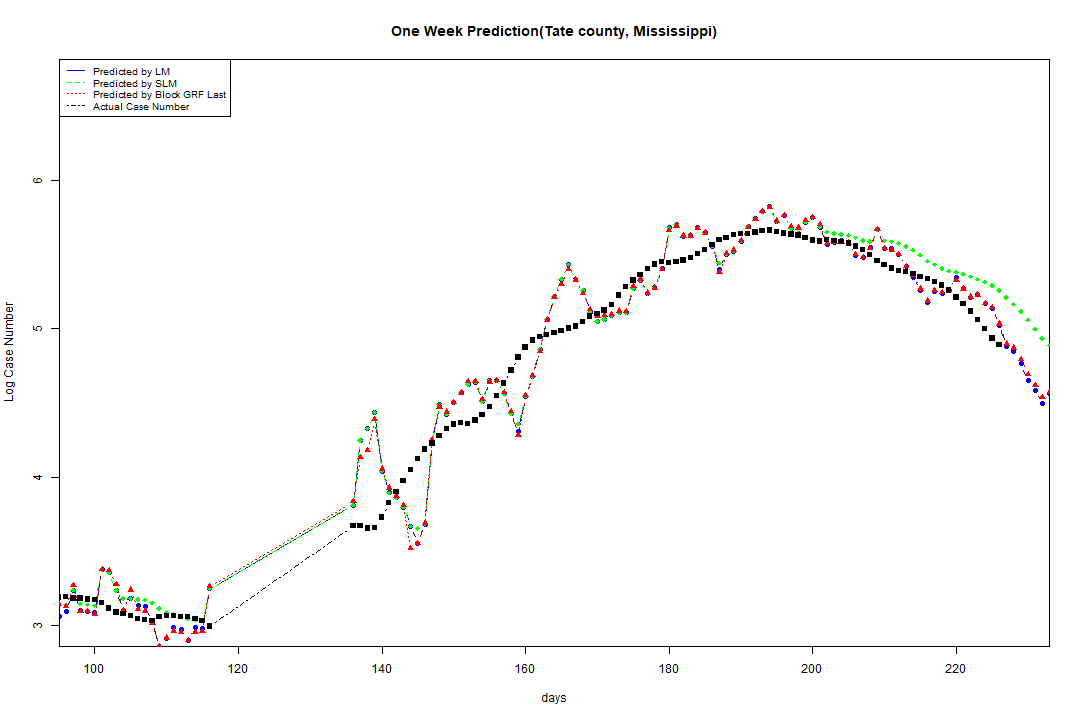 One Week Prediction(Tate county, Mississippi)
Predicted by LM
Predicted by SLM
Predicted by Block GRF Last
Actual Case Number
6
5
4
3
Log Case Number
100 120 140 160 180 200 220
days